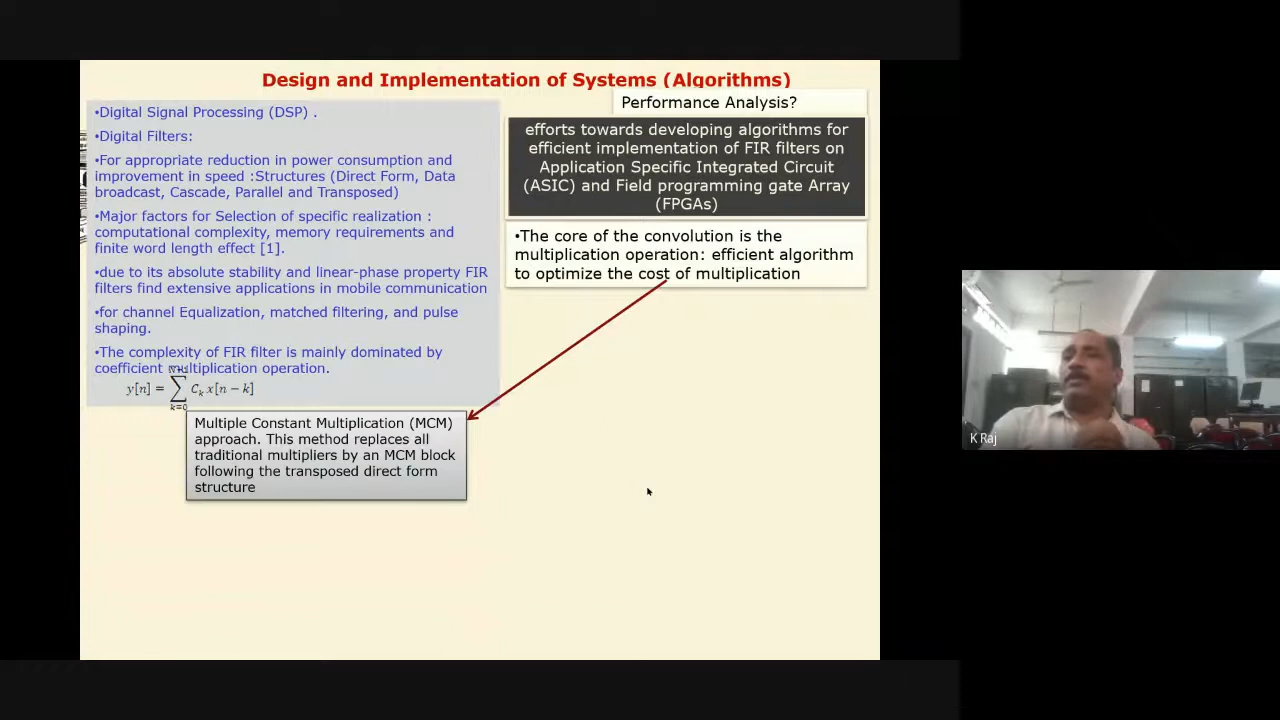 Design and Implementation of Systems (Algorithms)
•Digital Signal Processing (DSP) .
•Digital Filters:
•For appropriate reduction in power consumption and
improvement in speed :Structures (Direct Form, Data
broadcast, Cascade, Parallel and Transposed)
•Major factors for Selection of specific realization :
computational complexity, memory requirements and
finite word length effect [1].
•due to its absolute stability and linear-phase property FIR
filters find extensive applications in mobile communication
•for channel Equalization, matched filtering, and pulse
shaping.
•The complexity of FIR filter is mainly dominated by
coefficient multiplication operation.
y[n] = ∑ C_k x[n − k]
k=0
Multiple Constant Multiplication (MCM)
approach. This method replaces all
traditional multipliers by an MCM block
following the transposed direct form
structure
Performance Analysis?
efforts towards developing algorithms for
efficient implementation of FIR filters on
Application Specific Integrated Circuit
(ASIC) and Field programming gate Array
(FPGAs)
•The core of the convolution is the
multiplication operation: efficient algorithm
to optimize the cost of multiplication
K Raj